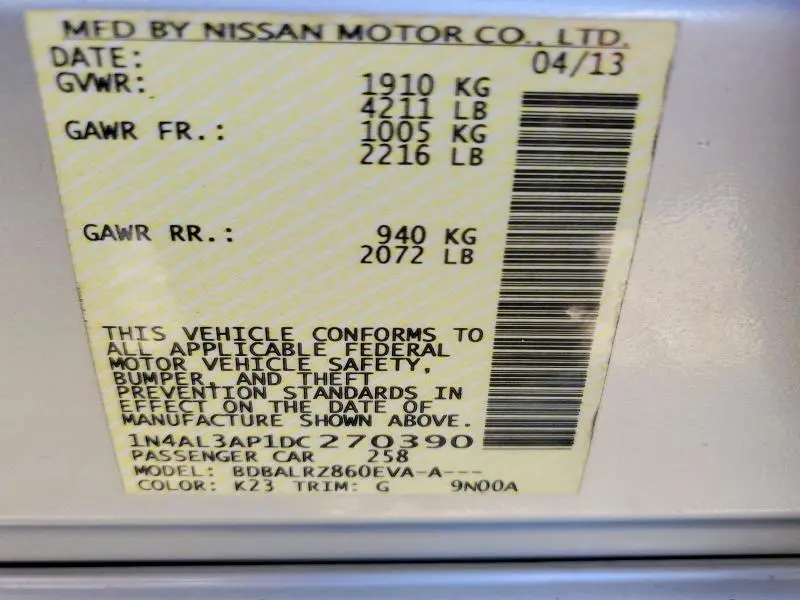 MFD BY NISSAN MOTOR CO., LTD.
DATE: 04/13
GVWR: 1910 KG
4211 LB
GAWR FR.: 1005 KG
2216 LB
GAWR RR.: 940 KG
2072 LB
THIS VEHICLE CONFORMS TO
ALL APPLICABLE FEDERAL
MOTOR VEHICLE SAFETY,
BUMPER, AND THEFT
PREVENTION STANDARDS IN
EFFECT ON THE DATE OF
MANUFACTURE SHOWN ABOVE.
1N4AL3AP1DC270390
PASSENGER CAR 258
MODEL: BDBALRZ860EVA-A---
COLOR: K23 TRIM: G 9N00A